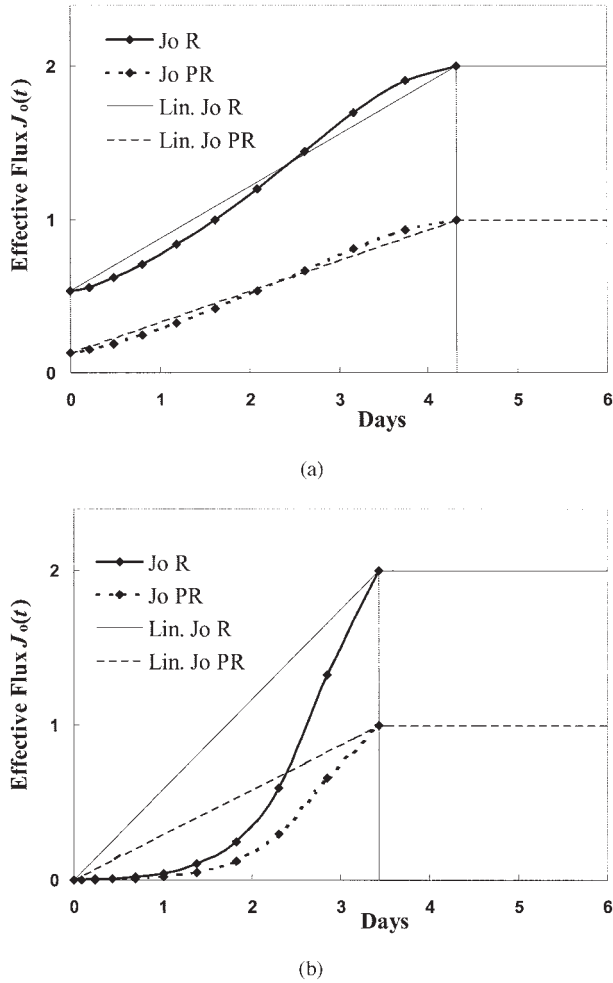 Effective Flux Jₒ(t)
2
1
0
Jo R
Jo PR
Lin. Jo R
Lin. Jo PR
0 1 2 3 4 5 6
Days
(a)
Effective Flux Jₒ(t)
2
1
0
Jo R
Jo PR
Lin. Jo R
Lin. Jo PR
0 1 2 3 4 5 6
Days
(b)